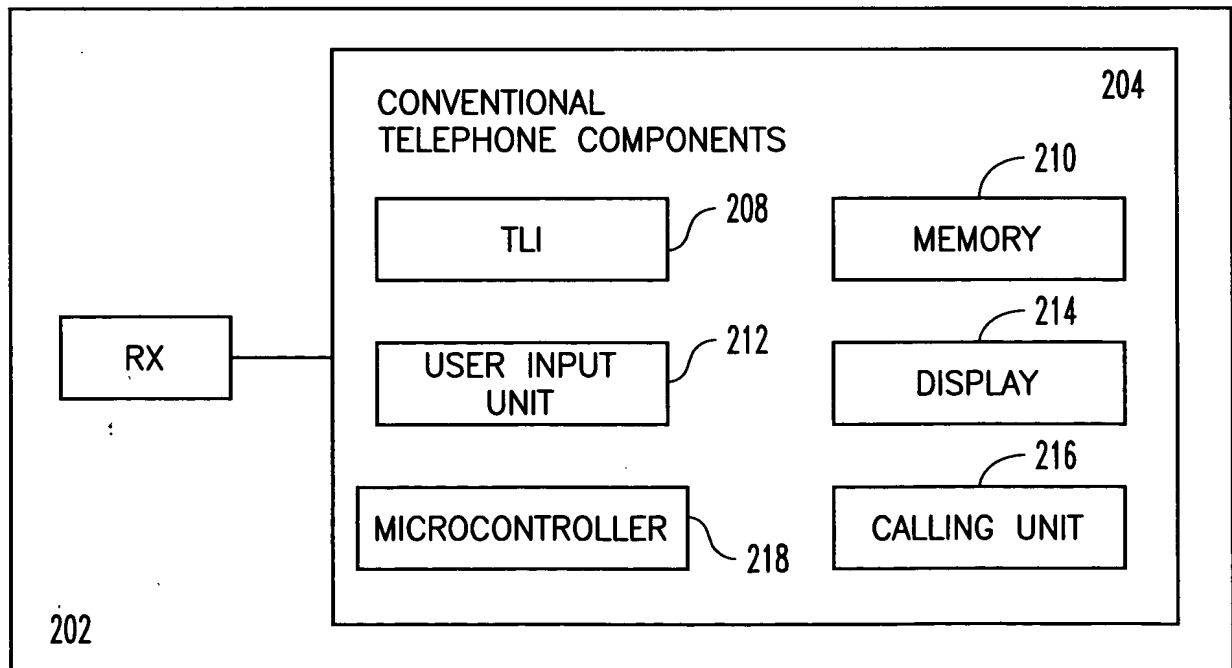 204
CONVENTIONAL
TELEPHONE COMPONENTS
208
210
TLI
MEMORY
RX
212
214
USER INPUT
UNIT
DISPLAY
216
MICROCONTROLLER
218
CALLING UNIT
202